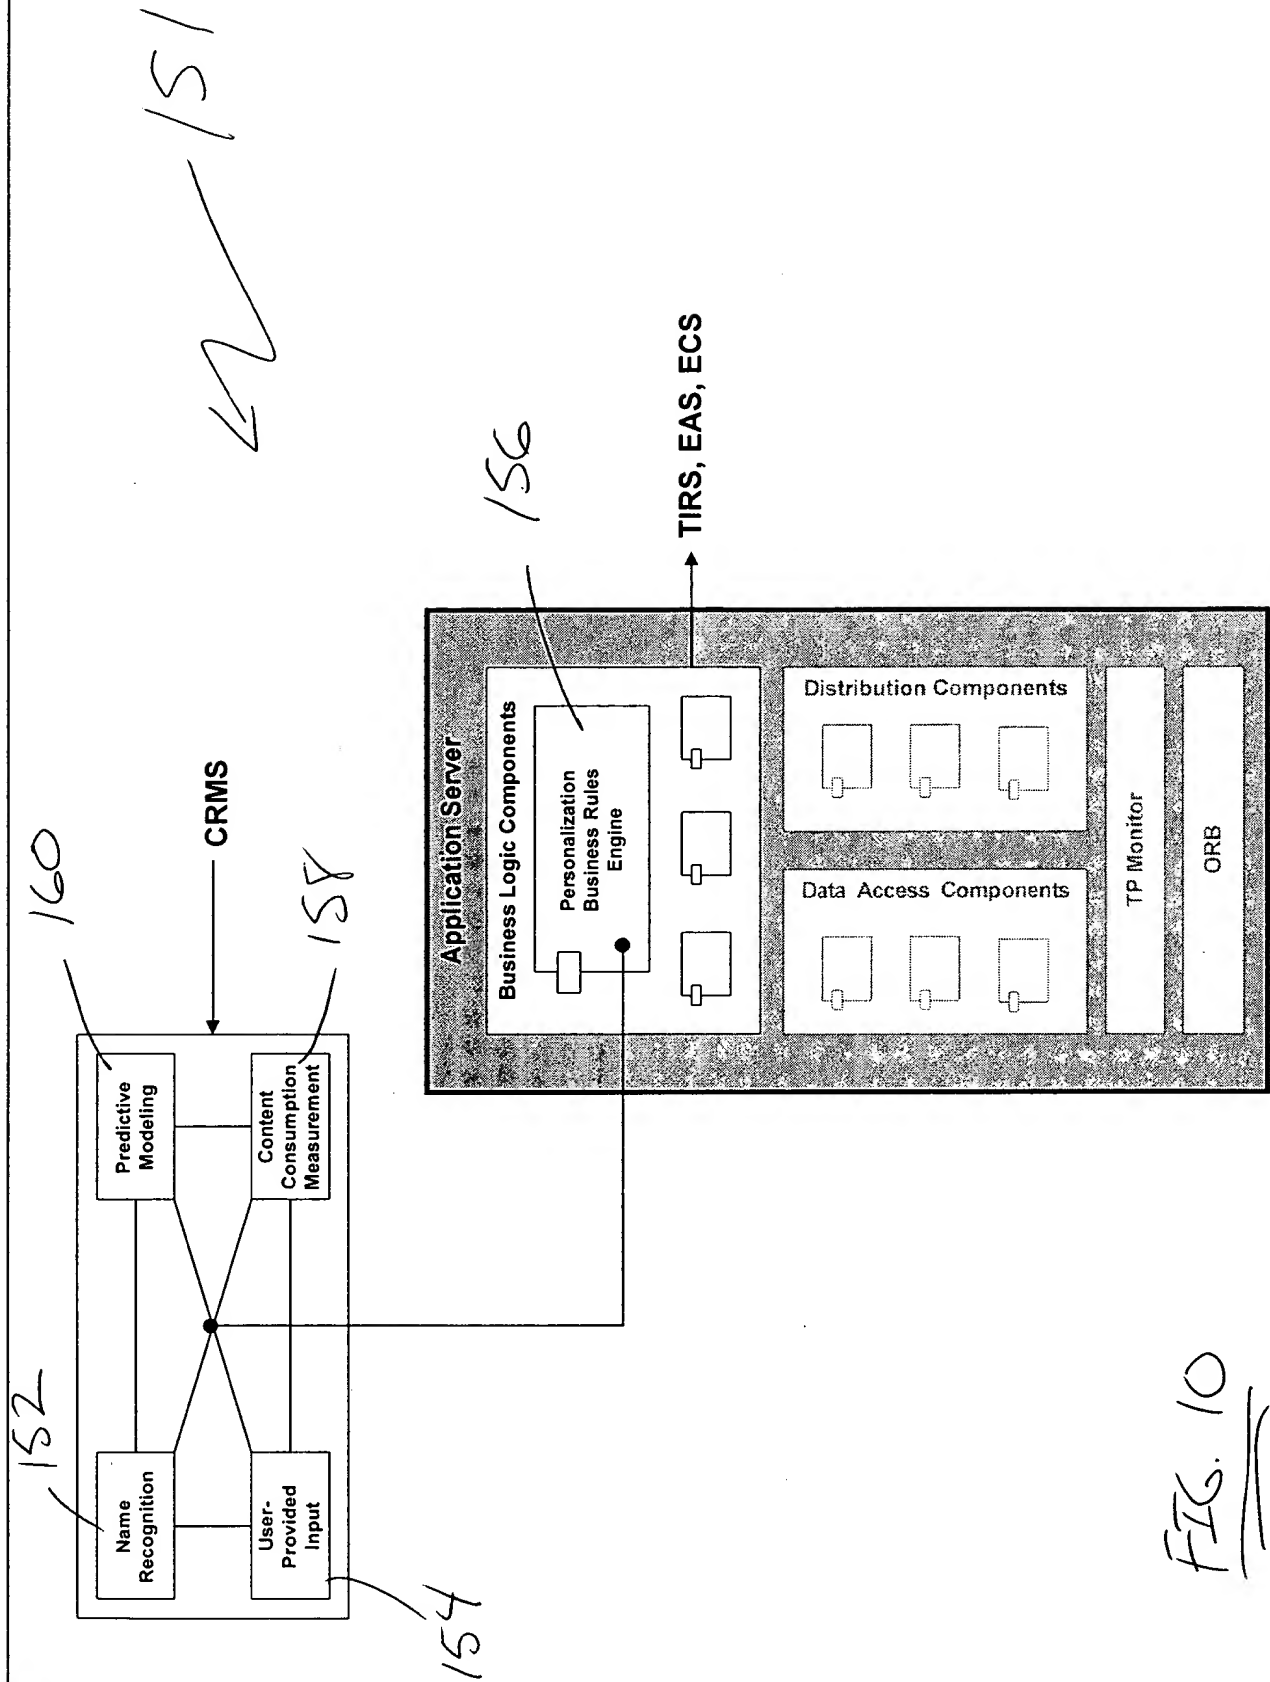 151
152
Name
Recognition
160
Predictive
Modeling
CRMS
User-
Provided
Input
154
Content
Consumption
Measurement
158
Application Server
Business Logic Components
Personalization
Business Rules
Engine
156
TIRS, EAS, ECS
Data Access Components
Distribution Components
TP Monitor
ORB
FIG. 10